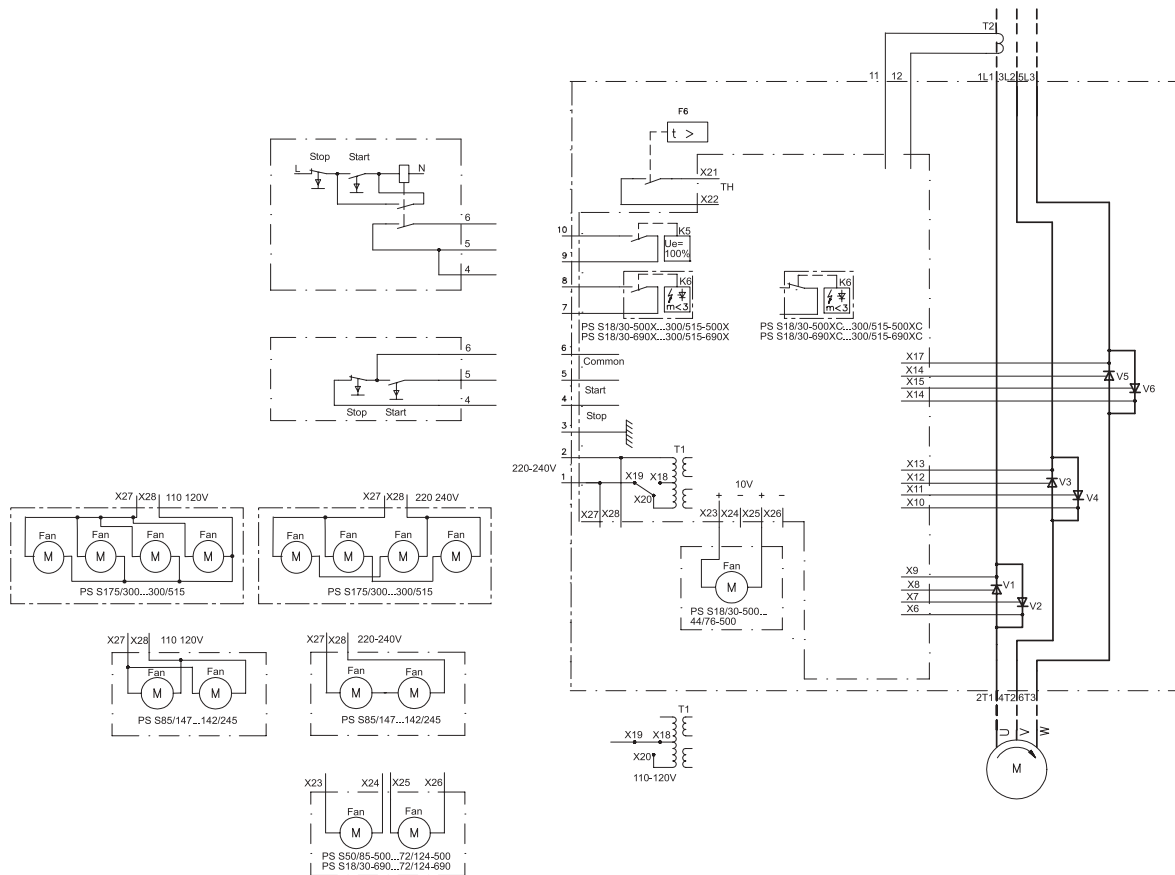 T2
11 12 1L1 3L2 5L3
F6
t >
Stop Start
L N
X21
TH
X22
6
5
4
10
K5
Ue=
100%
9
8
K6
m<3
7
K6
m<3
PS S18/30-500X...300/515-500X
PS S18/30-690X...300/515-690X
PS S18/30-500XC...300/515-500XC
PS S18/30-690XC...300/515-690XC
6
5
4
Stop Start
6
Common
5
Start
4
Stop
3
2
220-240V
1
T1
X19 X18
X20
X27 X28
10V
+ − + −
X23 X24 X25 X26
Fan
M
PS S18/30-500...
44/76-500
X17
X14
X15
X14
V5
V6
X13
X12
X11
X10
V3
V4
X9
X8
X7
X6
V1
V2
2T1 4T2 6T3
U V W
M
X27 X28 110 120V
Fan Fan Fan Fan
M M M M
PS S175/300...300/515
X27 X28 220 240V
Fan Fan Fan Fan
M M M M
PS S175/300...300/515
X27 X28 110 120V
Fan Fan
M M
PS S85/147...142/245
X27 X28 220-240V
Fan Fan
M M
PS S85/147...142/245
T1
X19 X18
X20
110-120V
X23 X24 X25 X26
Fan Fan
M M
PS S50/85-500...72/124-500
PS S18/30-690...72/124-690